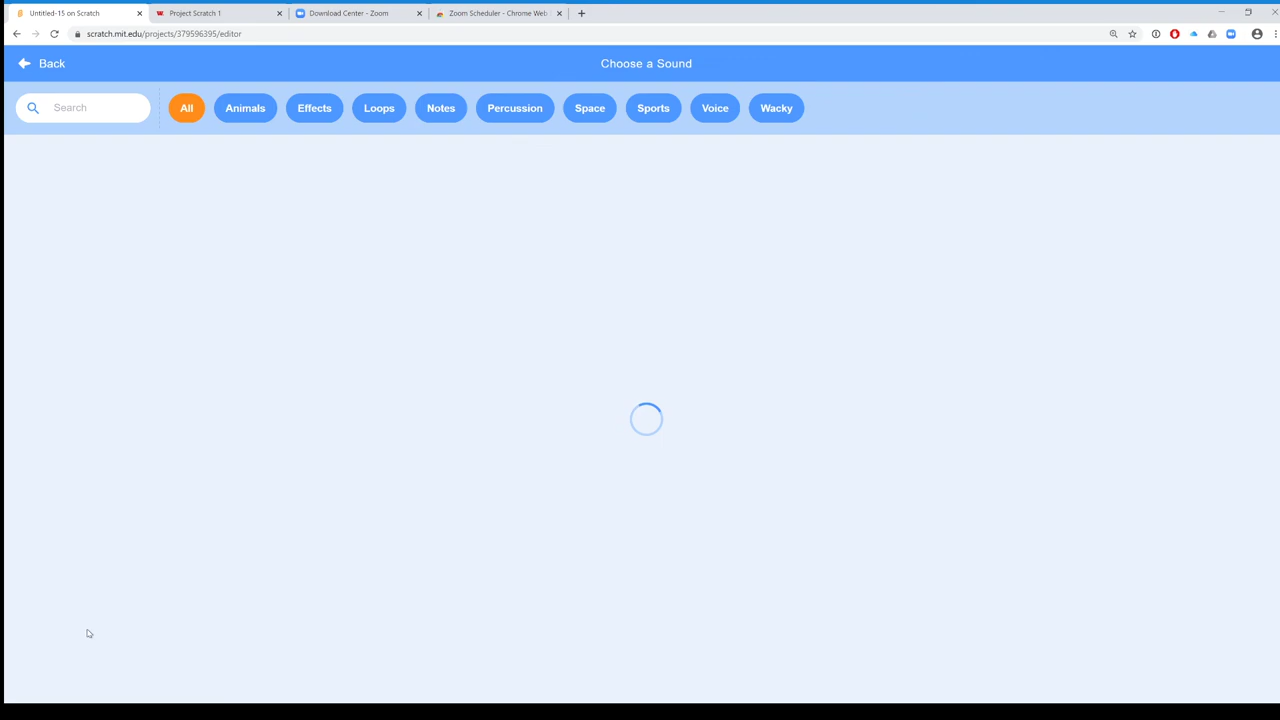 Untitled-15 on Scratch
Project Scratch 1
Download Center - Zoom
Zoom Scheduler - Chrome Web
scratch.mit.edu/projects/379596395/editor
Back
Choose a Sound
Search
All
Animals
Effects
Loops
Notes
Percussion
Space
Sports
Voice
Wacky